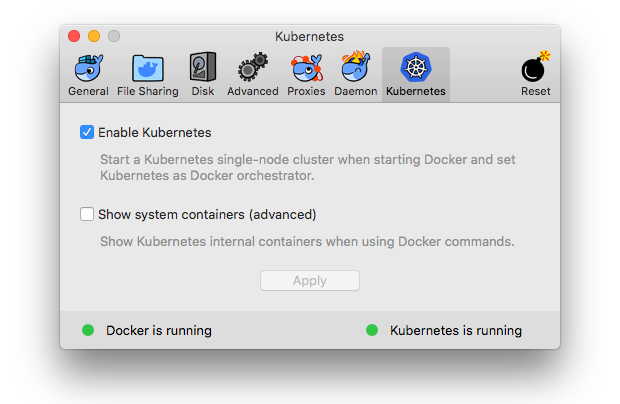 Kubernetes
General File Sharing Disk Advanced Proxies Daemon Kubernetes Reset
Enable Kubernetes
Start a Kubernetes single-node cluster when starting Docker and set
Kubernetes as Docker orchestrator.
Show system containers (advanced)
Show Kubernetes internal containers when using Docker commands.
Apply
Docker is running Kubernetes is running